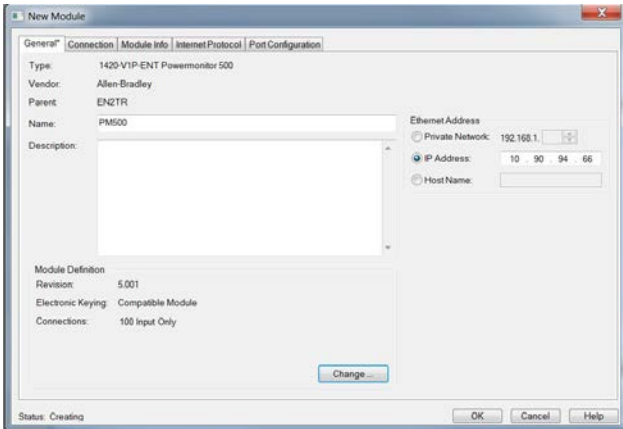 New Module
General* Connection Module Info Internet Protocol Port Configuration
Type: 1420-V1P-ENT Powermonitor 500
Vendor: Allen-Bradley
Parent: EN2TR
Name: PM500
Description:
Ethernet Address
Private Network: 192.168.1.
IP Address: 10 . 90 . 94 . 66
Host Name:
Module Definition
Revision: 5.001
Electronic Keying: Compatible Module
Connections: 100 Input Only
Change ...
Status: Creating
OK Cancel Help